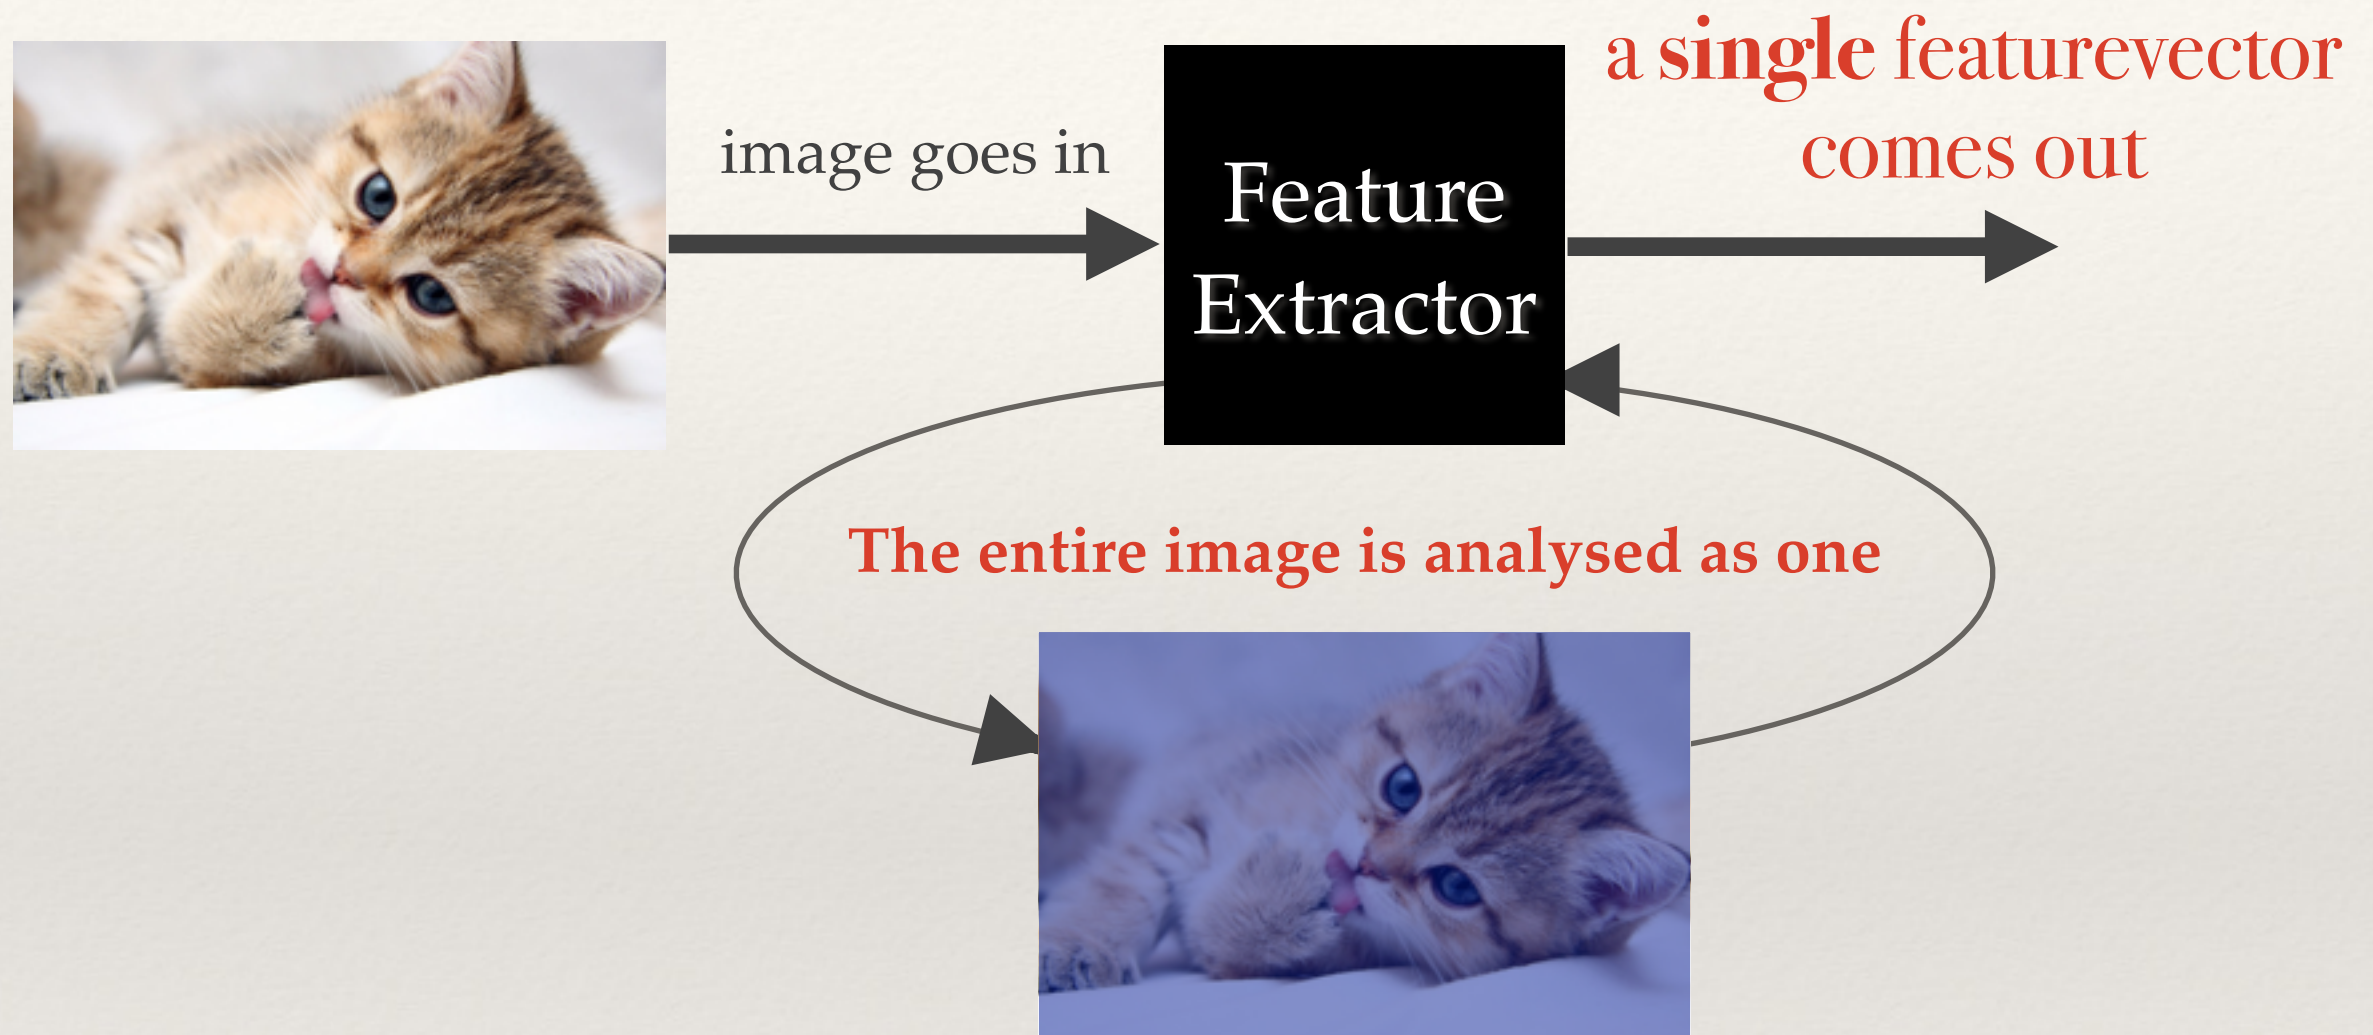 a single featurevector
comes out
image goes in
Feature
Extractor
The entire image is analysed as one